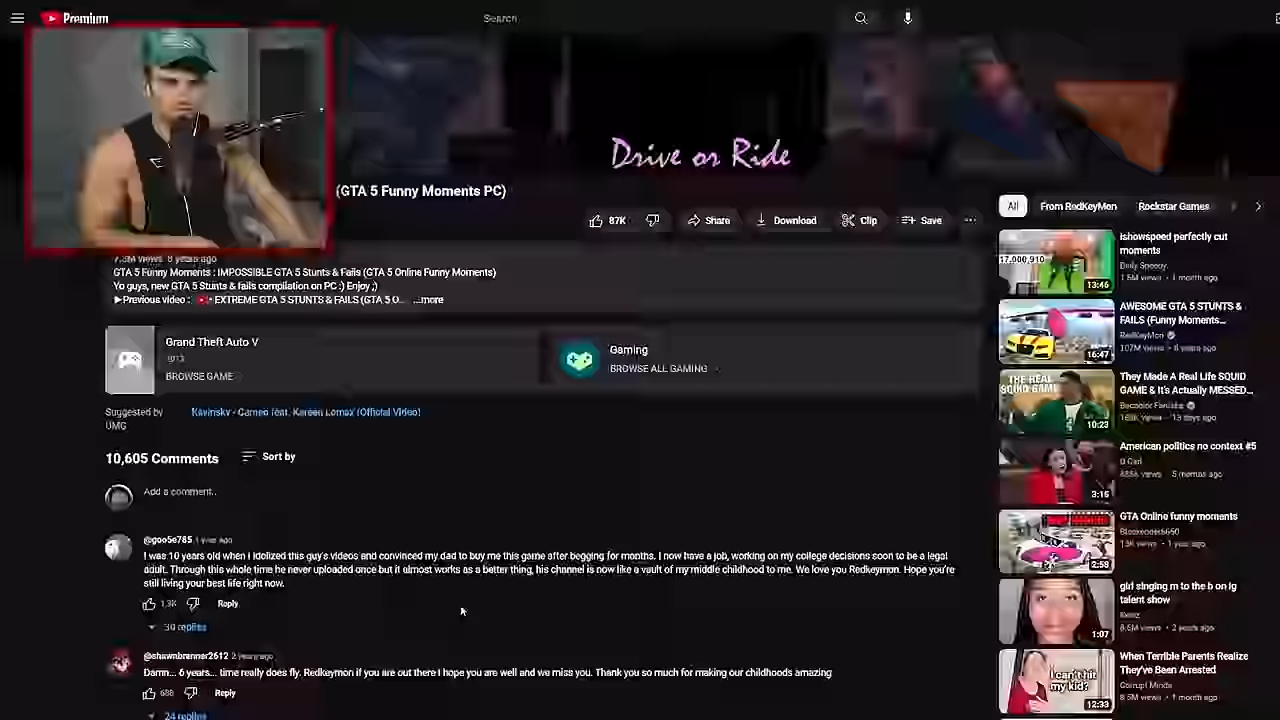 Premium
Search
Drive or Ride
(GTA 5 Funny Moments PC)
87K
Share
Download
Clip
Save
All
From RedKeyMon
Rockstar Games
7.3M views 8 years ago
GTA 5 Funny Moments : IMPOSSIBLE GTA 5 Stunts & Fails (GTA 5 Online Funny Moments)
Yo guys, new GTA 5 Stunts & fails compilation on PC :) Enjoy ;)
▶Previous video : EXTREME GTA 5 STUNTS & FAILS (GTA 5 O... ...more
Grand Theft Auto V
2013
BROWSE GAME
Gaming
BROWSE ALL GAMING
Suggested by UMG
Kavinsky - Cameo feat. Kareen Lomax (Official Video)
10,605 Comments
Sort by
Add a comment..
@goose785 1 year ago
I was 10 years old when I idolized this guy's videos and convinced my dad to buy me this game after begging for months. I now have a job, working on my college decisions soon to be a legal
adult. Through this whole time he never uploaded once but it almost works as a better thing, his channel is now like a vault of my middle childhood to me. We love you Redkeymon. Hope you're
still living your best life right now.
1.3K
Reply
30 replies
@shawnbrenner2612 2 years ago
Damn... 6 years... time really does fly. Redkeymon if you are out there I hope you are well and we miss you. Thank you so much for making our childhoods amazing
688
Reply
24 replies
17,000,910
13:46
ishowspeed perfectly cut
moments
Daily Speedy.
1.5M views • 1 month ago
16:47
AWESOME GTA 5 STUNTS &
FAILS (Funny Moments...
RedKeyMon
107M views • 8 years ago
THE REAL
SQUID GAME
10:23
They Made A Real Life SQUID
GAME & It's Actually MESSED...
views • 13 days ago
3:15
American politics no context #5
views • 5 months ago
2:58
GTA Online funny moments
13K views • 1 year ago
1:07
girl singing m to the b on ig
talent show
8.6M views • 2 years ago
I can't hit
my kid?
12:33
When Terrible Parents Realize
They've Been Arrested
Corrupt Minds
8.5M views • 1 month ago